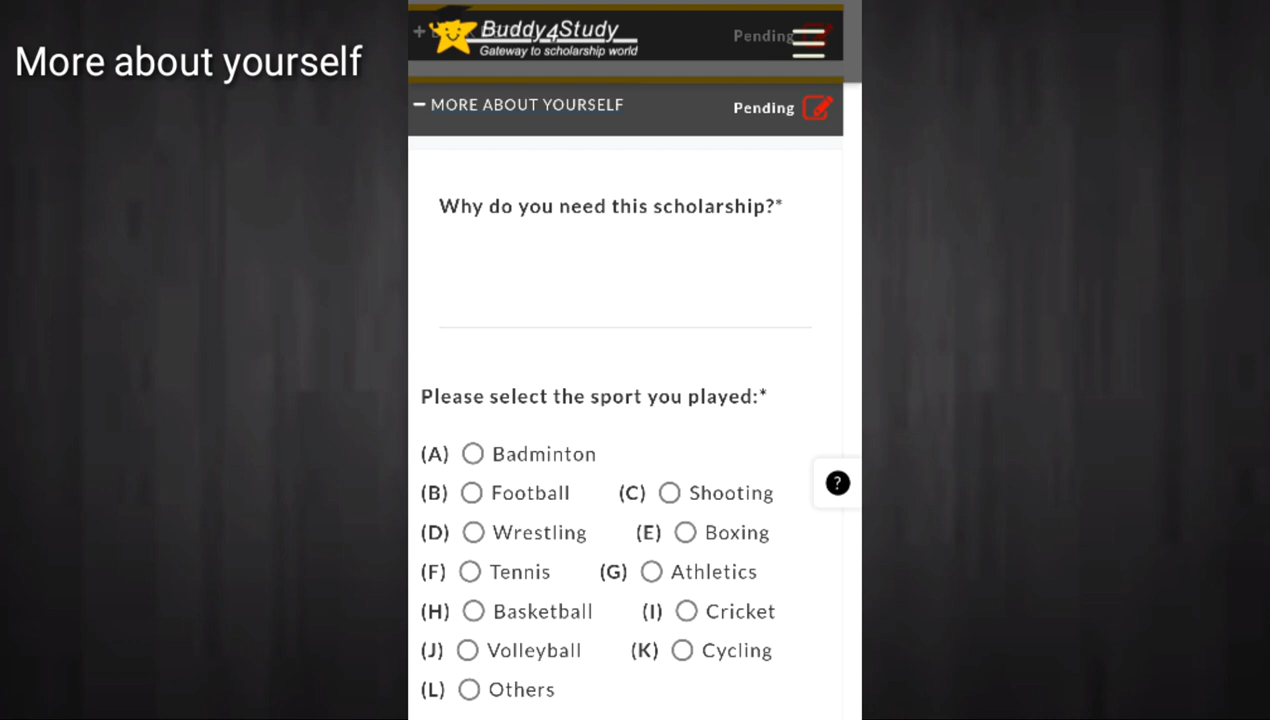 More about yourself
Buddy4Study
Gateway to scholarship world
+ Pending
– MORE ABOUT YOURSELF Pending
Why do you need this scholarship?*
Please select the sport you played:*
(A) Badminton
?
(B) Football (C) Shooting
(D) Wrestling (E) Boxing
(F) Tennis (G) Athletics
(H) Basketball (I) Cricket
(J) Volleyball (K) Cycling
(L) Others